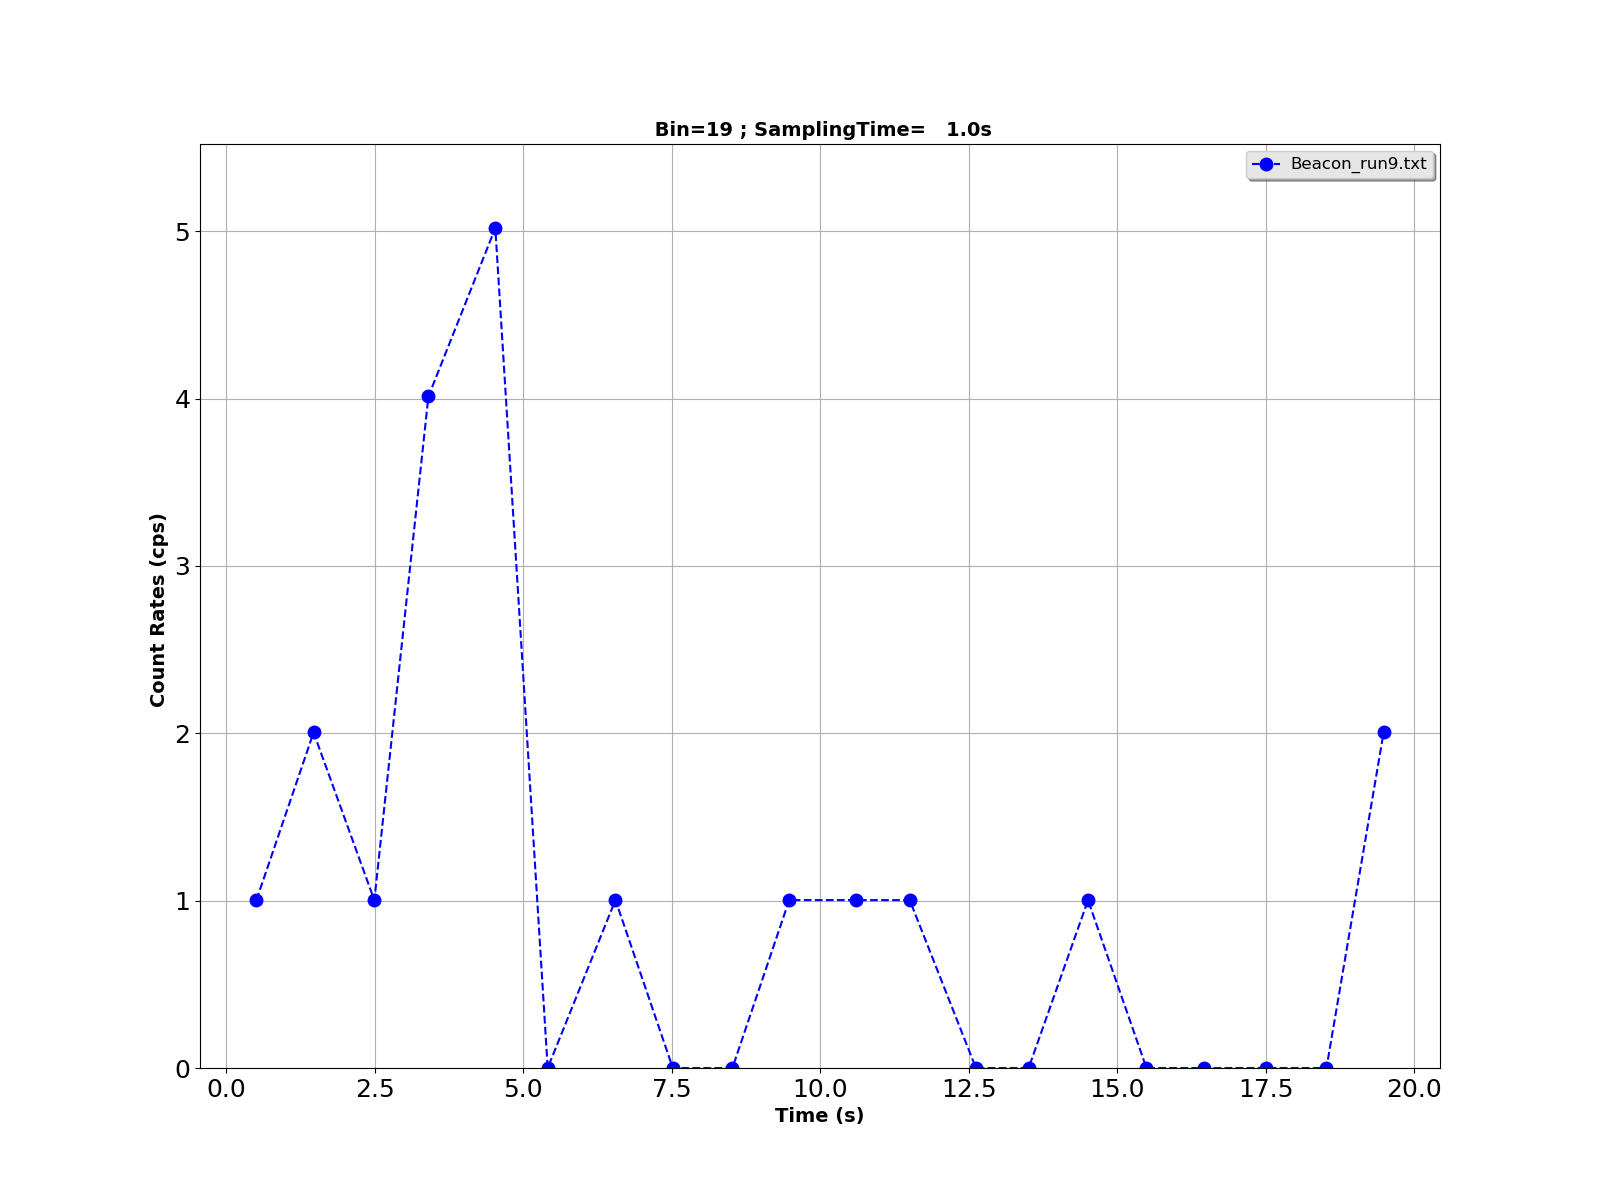 Bin=19 ; SamplingTime=   1.0s
Beacon_run9.txt
5
4
3
2
1
0
Count Rates (cps)
0.0 2.5 5.0 7.5 10.0 12.5 15.0 17.5 20.0
Time (s)